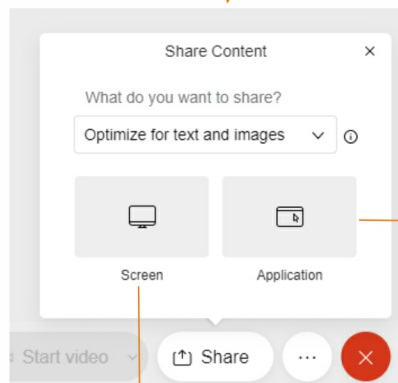 Share Content
What do you want to share?
Optimize for text and images
Screen
Application
Start video
Share